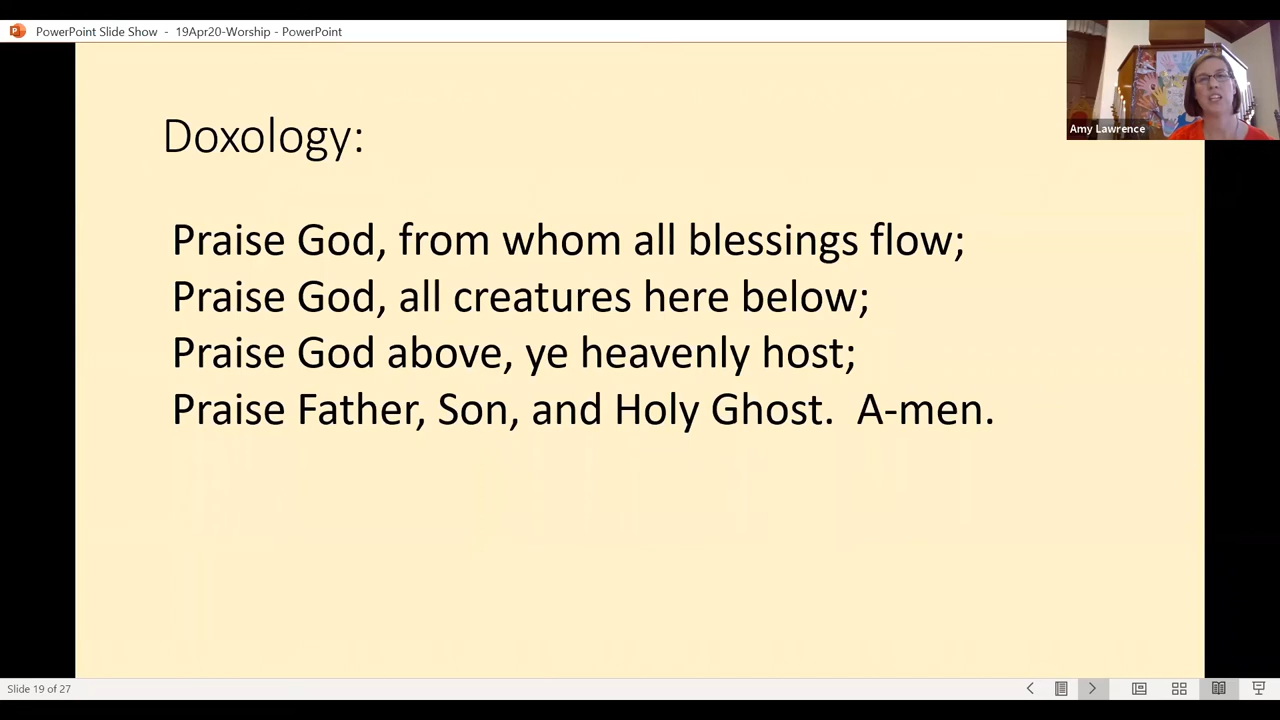 PowerPoint Slide Show - 19Apr20-Worship - PowerPoint
Amy Lawrence
Doxology:
Praise God, from whom all blessings flow;
Praise God, all creatures here below;
Praise God above, ye heavenly host;
Praise Father, Son, and Holy Ghost.  A-men.
Slide 19 of 27